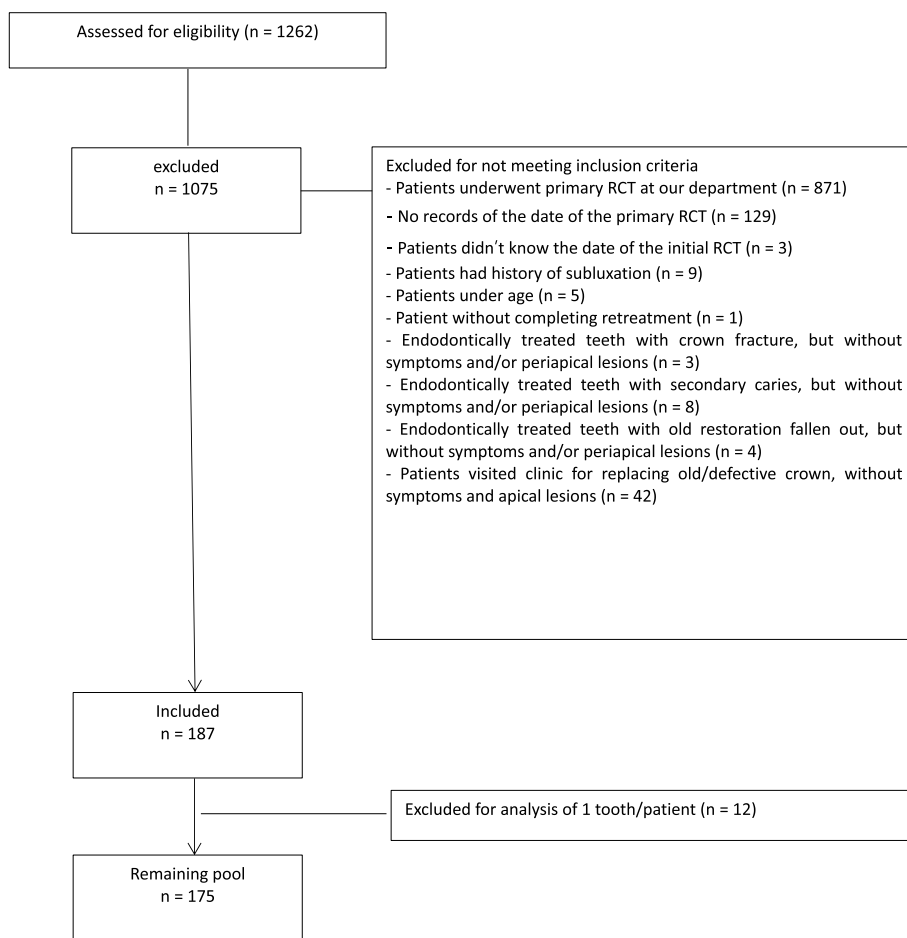 Assessed for eligibility (n = 1262)
excluded
n = 1075
Excluded for not meeting inclusion criteria
- Patients underwent primary RCT at our department (n = 871)
- No records of the date of the primary RCT (n = 129)
- Patients didn’t know the date of the initial RCT (n = 3)
- Patients had history of subluxation (n = 9)
- Patients under age (n = 5)
- Patient without completing retreatment (n = 1)
- Endodontically treated teeth with crown fracture, but without
symptoms and/or periapical lesions (n = 3)
- Endodontically treated teeth with secondary caries, but without
symptoms and/or periapical lesions (n = 8)
- Endodontically treated teeth with old restoration fallen out, but
without symptoms and/or periapical lesions (n = 4)
- Patients visited clinic for replacing old/defective crown, without
symptoms and apical lesions (n = 42)
Included
n = 187
Excluded for analysis of 1 tooth/patient (n = 12)
Remaining pool
n = 175